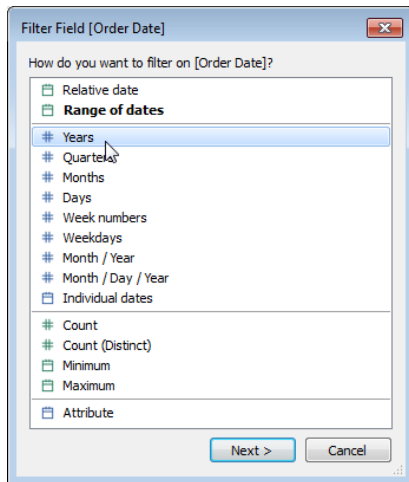 Filter Field [Order Date]
How do you want to filter on [Order Date]?
Relative date
Range of dates
Years
Quarters
Months
Days
Week numbers
Weekdays
Month / Year
Month / Day / Year
Individual dates
Count
Count (Distinct)
Minimum
Maximum
Attribute
Next >
Cancel